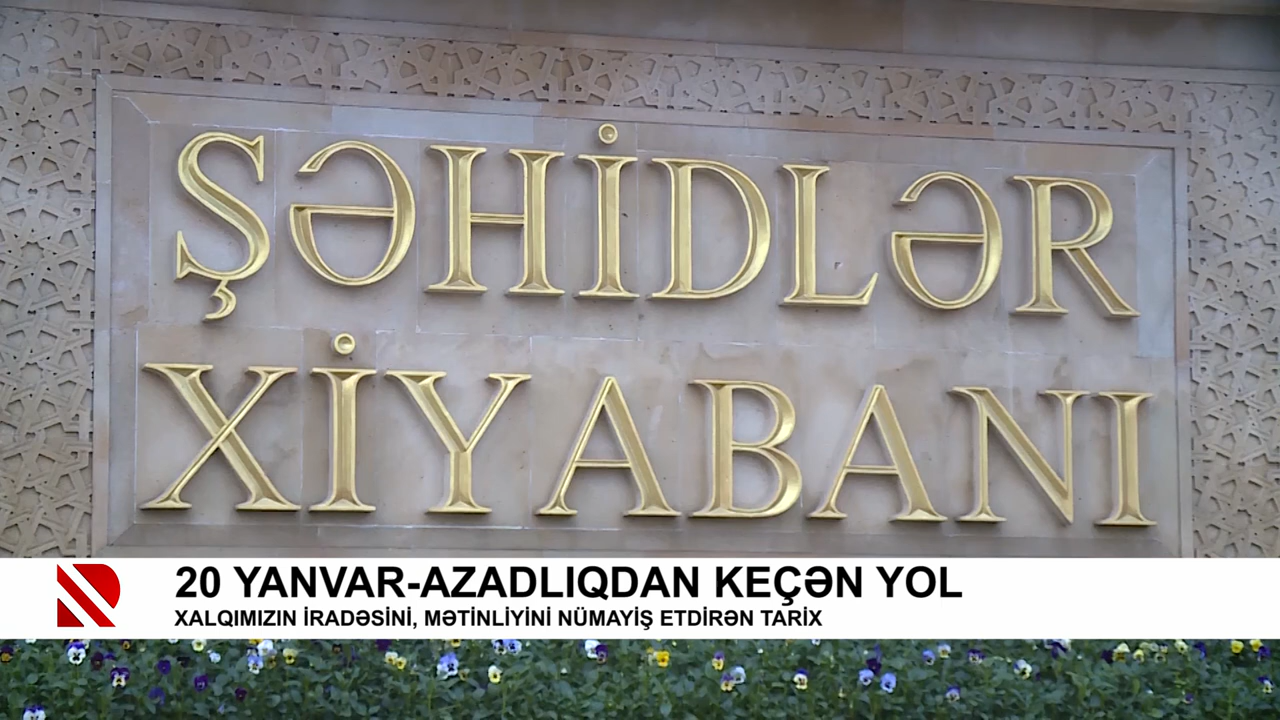 ŞƏHİDLƏR
XİYABANI
20 YANVAR-AZADLIQDAN KEÇƏN YOL
XALQIMIZIN İRADƏSİNİ, MƏTİNLİYİNİ NÜMAYİŞ ETDİRƏN TARİX